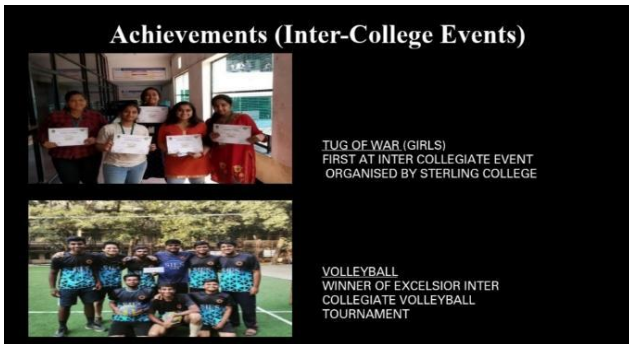 Achievements (Inter-College Events)
TUG OF WAR (GIRLS)
FIRST AT INTER COLLEGIATE EVENT
ORGANISED BY STERLING COLLEGE
VOLLEYBALL
WINNER OF EXCELSIOR INTER
COLLEGIATE VOLLEYBALL
TOURNAMENT